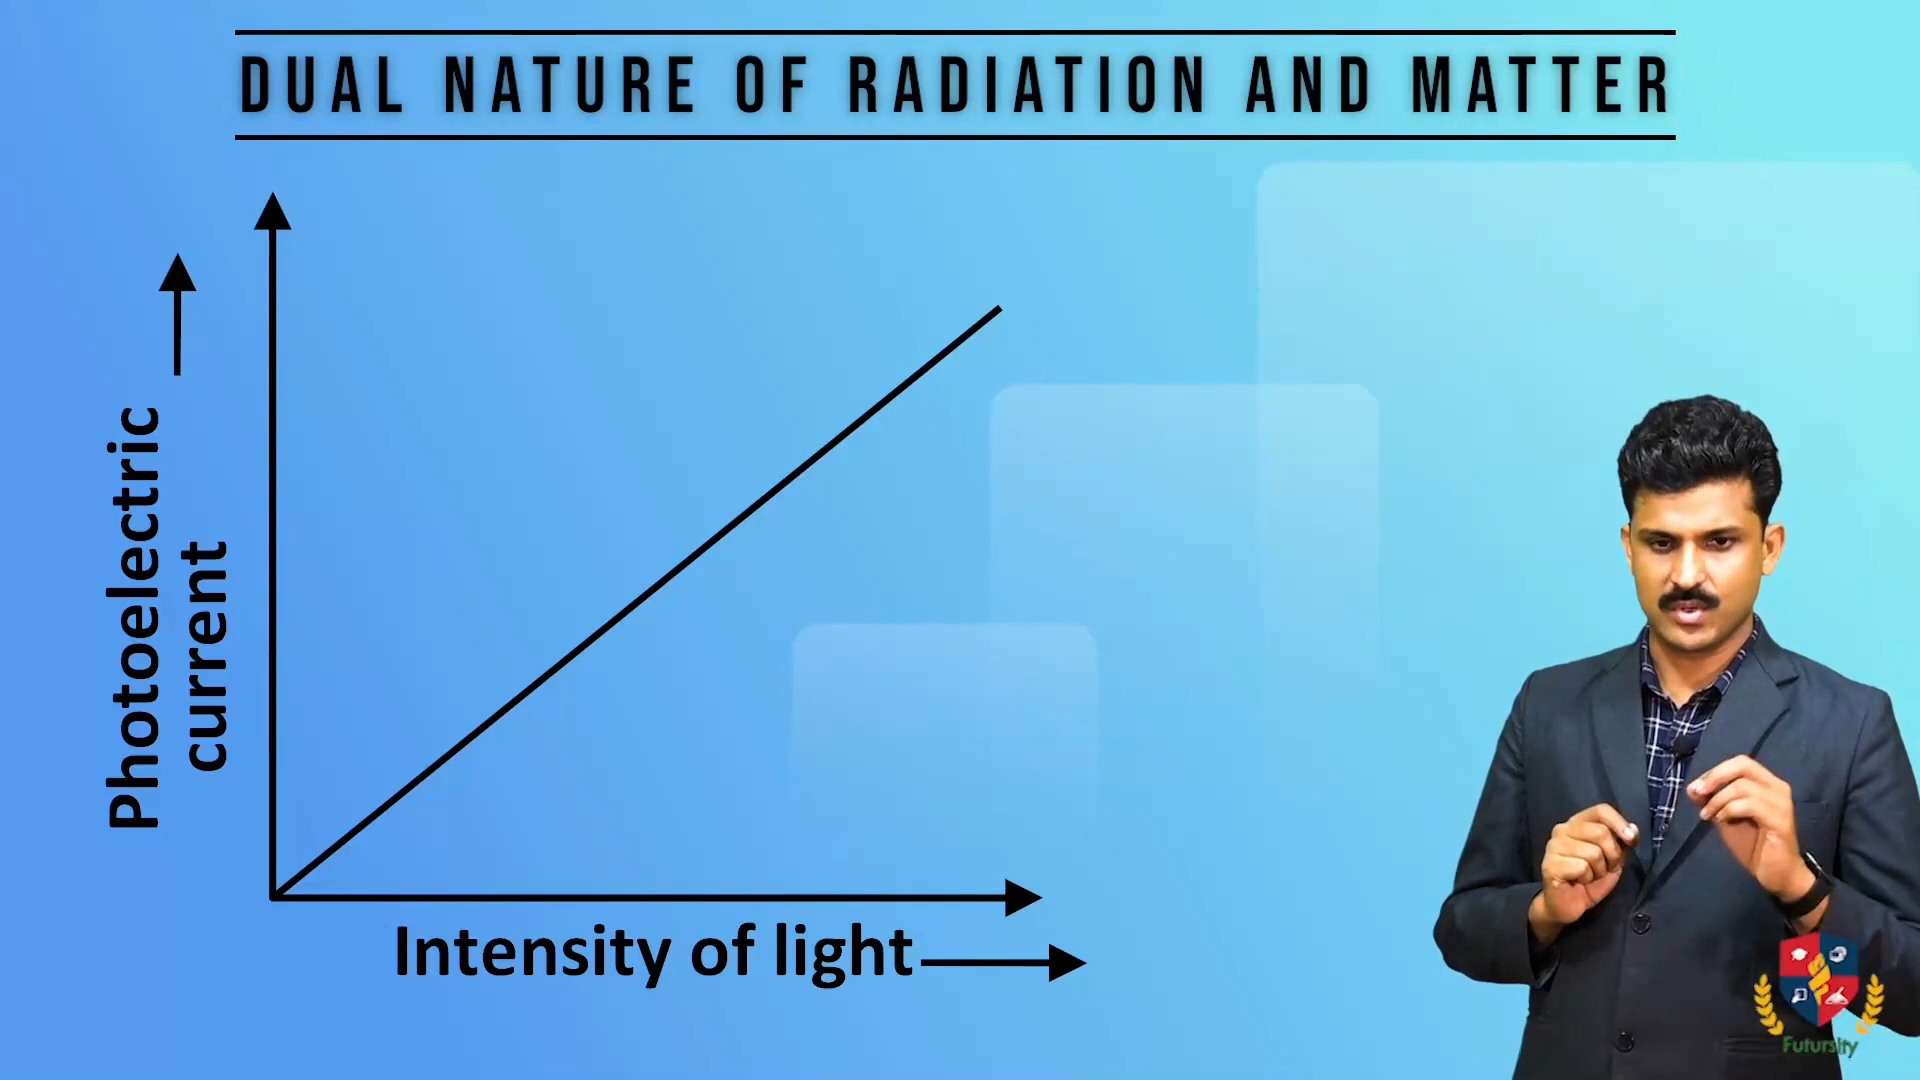 DUAL NATURE OF RADIATION AND MATTER
Photoelectric
current
Intensity of light
Futursity